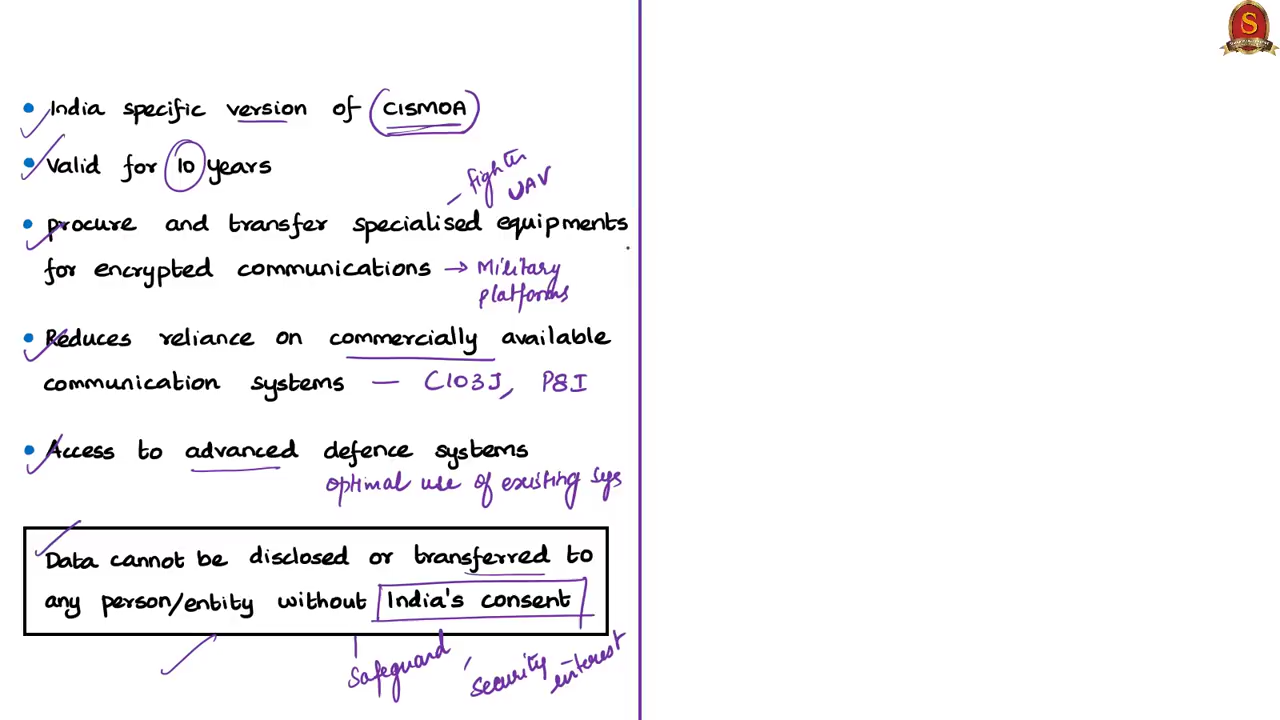 • India specific version of CISMOA
• Valid for 10 years
fighter
UAV
• procure and transfer specialised equipments
for encrypted communications → Military
platforms
• Reduces reliance on commercially available
communication systems — C103J, P8I
• Access to advanced defence systems
optimal use of existing sys
Data cannot be disclosed or transferred to
any person/entity without India's consent
Safeguard
security interest
S